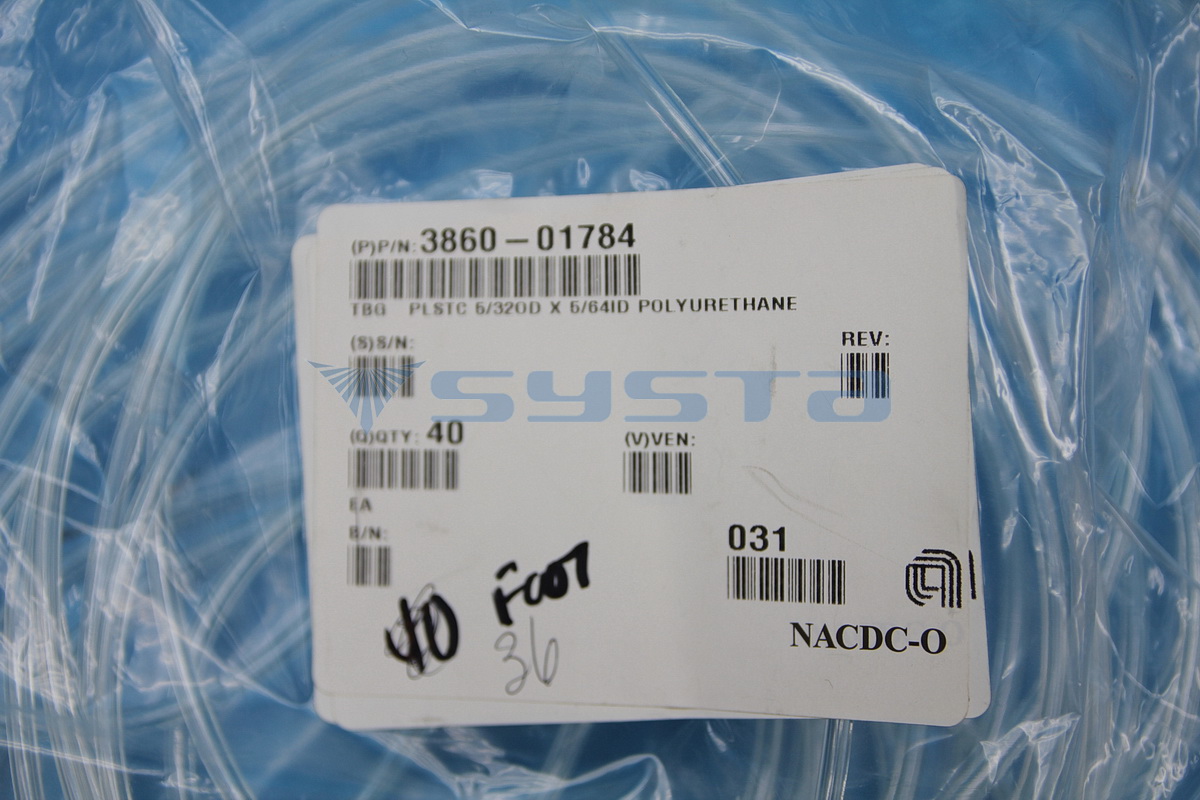 (P)P/N: 3860-01784
TBG PLSTC 5/32OD X 5/64ID POLYURETHANE
(S)S/N:
REV:
SYSTA
(Q)QTY: 40
(V)VEN:
EA
B/N:
031
40 FOOT
36
NACDC-O